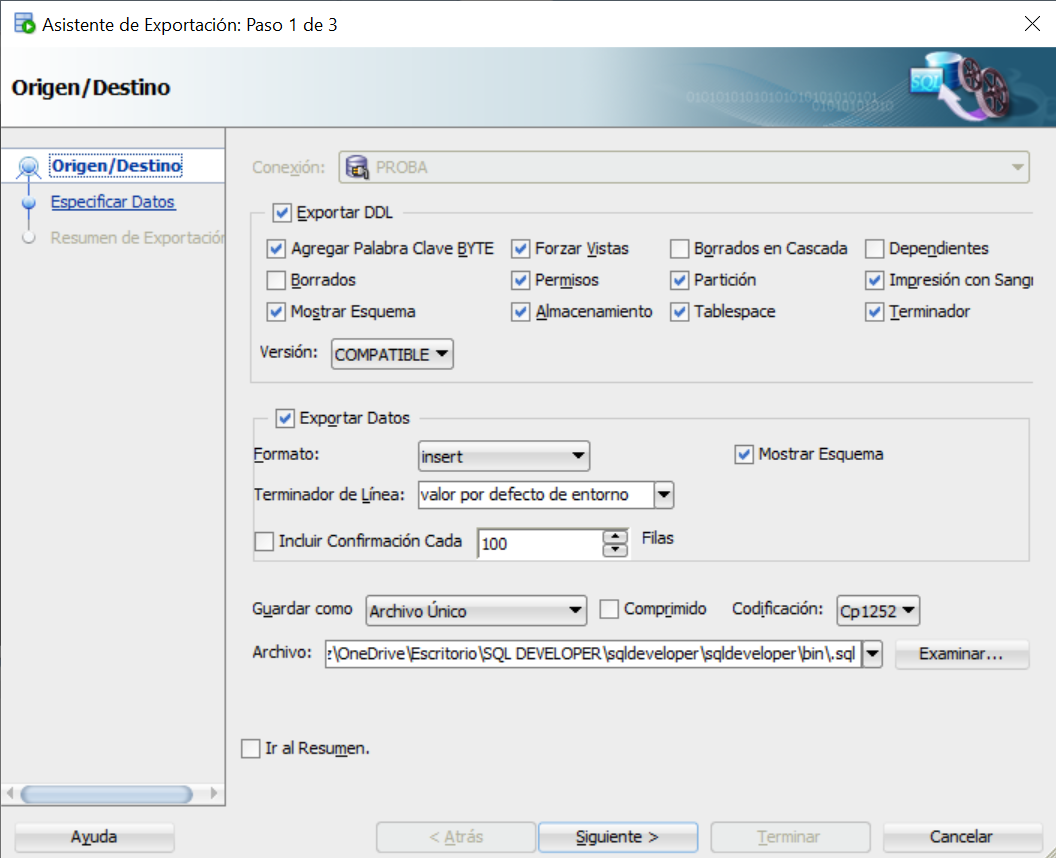 Asistente de Exportación: Paso 1 de 3
Origen/Destino
SQL
Origen/Destino
Especificar Datos
Resumen de Exportación
Conexión: PROBA
Exportar DDL
Agregar Palabra Clave BYTE Forzar Vistas Borrados en Cascada Dependientes
Borrados Permisos Partición Impresión con Sangr
Mostrar Esquema Almacenamiento Tablespace Terminador
Versión: COMPATIBLE
Exportar Datos
Formato: insert Mostrar Esquema
Terminador de Línea: valor por defecto de entorno
Incluir Confirmación Cada 100 Filas
Guardar como Archivo Único Comprimido Codificación: Cp1252
Archivo: :\OneDrive\Escritorio\SQL DEVELOPER\sqldeveloper\sqldeveloper\bin\.sql Examinar...
Ir al Resumen.
Ayuda < Atrás Siguiente > Terminar Cancelar